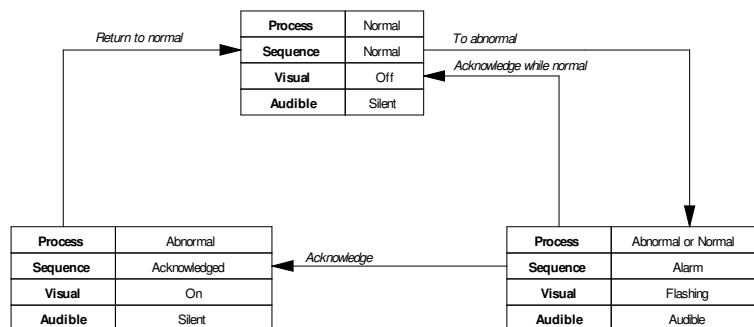 Process Normal
Return to normal Sequence Normal To abnormal
Visual Off Acknowledge while normal
Audible Silent
Process Abnormal
Sequence Acknowledged
Visual On
Audible Silent
Acknowledge
Process Abnormal or Normal
Sequence Alarm
Visual Flashing
Audible Audible